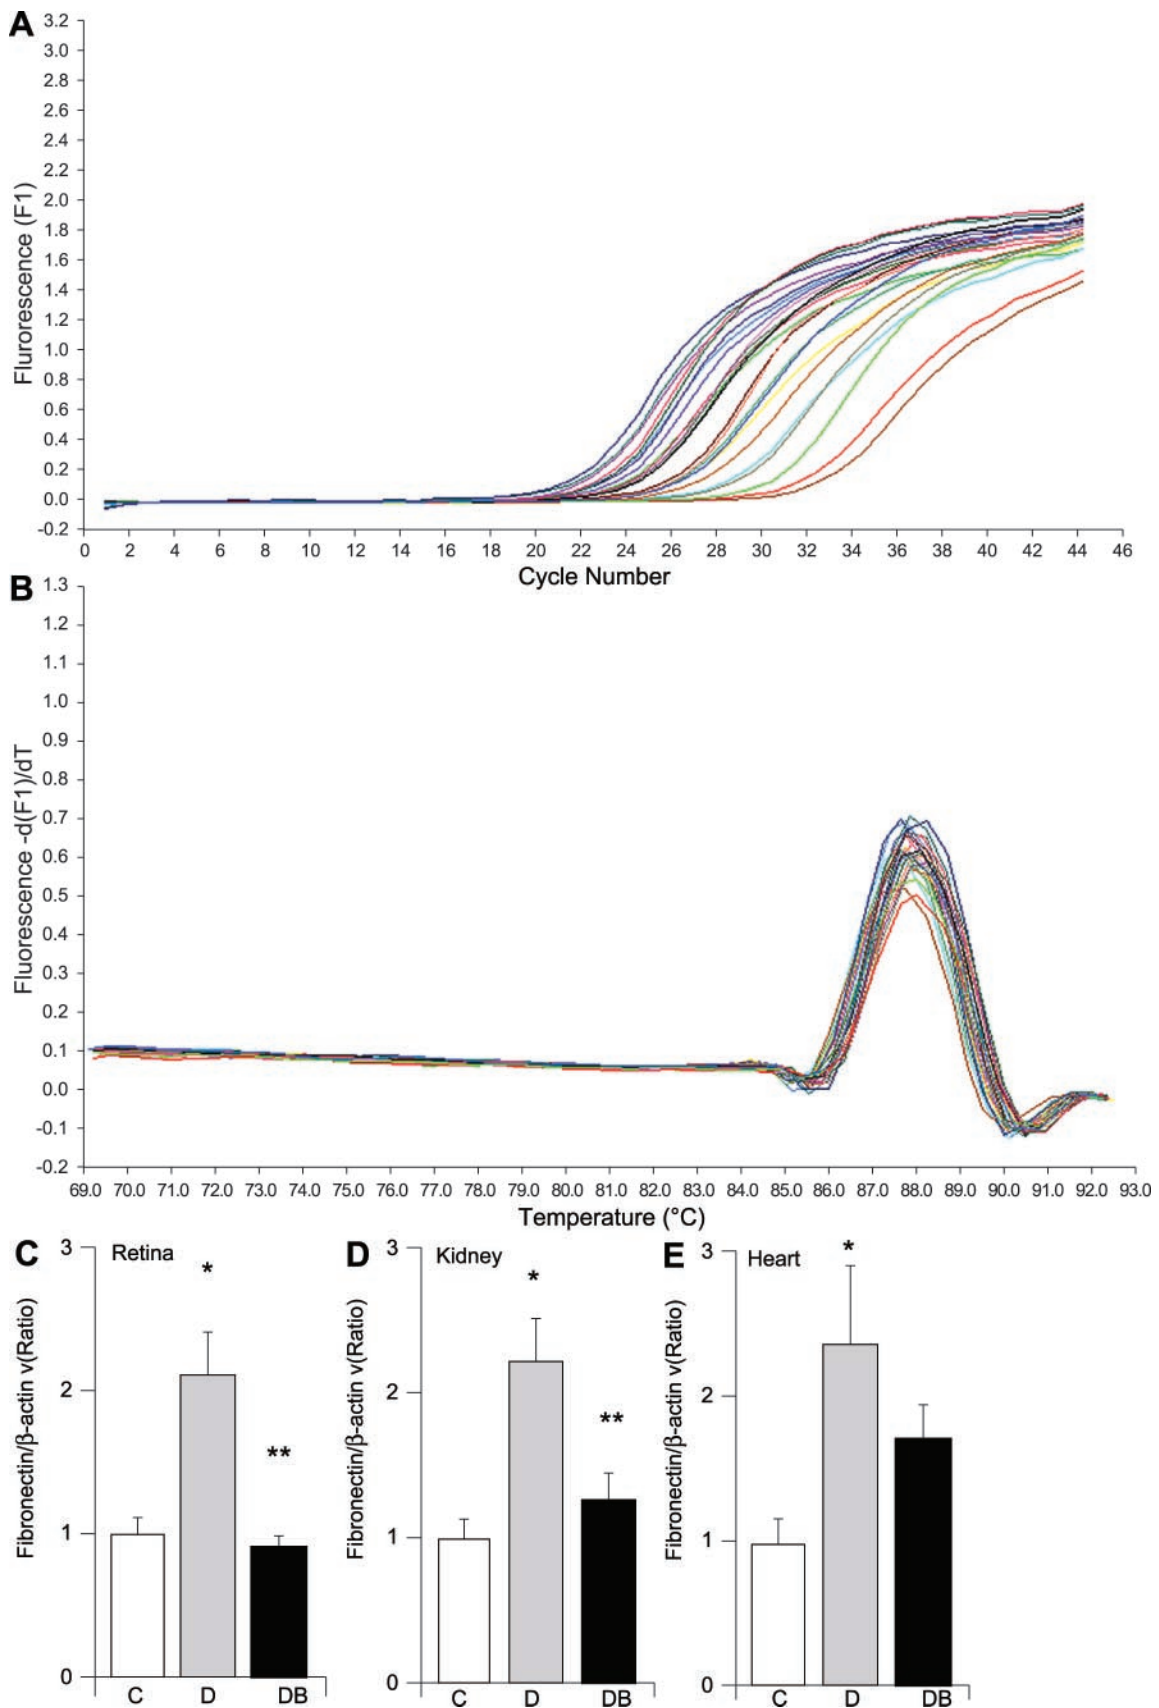 A
3.2
3.0
2.8
2.6
2.4
2.2
2.0
1.8
1.6
1.4
1.2
1.0
0.8
0.6
0.4
0.2
0.0
-0.2
Flurorescence (F1)
0 2 4 6 8 10 12 14 16 18 20 22 24 26 28 30 32 34 36 38 40 42 44 46
Cycle Number
B
1.3
1.2
1.1
1.0
0.9
0.8
0.7
0.6
0.5
0.4
0.3
0.2
0.1
0.0
-0.1
-0.2
Fluorescence -d(F1)/dT
69.0 70.0 71.0 72.0 73.0 74.0 75.0 76.0 77.0 78.0 79.0 80.0 81.0 82.0 83.0 84.0 85.0 86.0 87.0 88.0 89.0 90.0 91.0 92.0 93.0
Temperature (°C)
C
Retina
Fibronectin/β-actin v(Ratio)
3
2
1
0
*
**
C D DB
D
Kidney
Fibronectin/β-actin v(Ratio)
3
2
1
0
*
**
C D DB
E
Heart
Fibronectin/β-actin v(Ratio)
3
2
1
0
*
C D DB